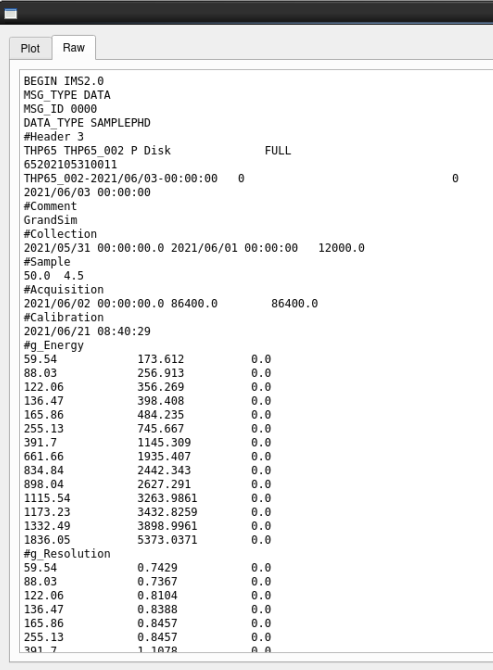 Plot Raw
BEGIN IMS2.0
MSG_TYPE DATA
MSG_ID 0000
DATA_TYPE SAMPLEPHD
#Header 3
THP65 THP65_002 P Disk FULL
65202105310011
THP65_002-2021/06/03-00:00:00 0 0
2021/06/03 00:00:00
#Comment
GrandSim
#Collection
2021/05/31 00:00:00.0 2021/06/01 00:00:00 12000.0
#Sample
50.0 4.5
#Acquisition
2021/06/02 00:00:00.0 86400.0 86400.0
#Calibration
2021/06/21 08:40:29
#g_Energy
59.54 173.612 0.0
88.03 256.913 0.0
122.06 356.269 0.0
136.47 398.408 0.0
165.86 484.235 0.0
255.13 745.667 0.0
391.7 1145.309 0.0
661.66 1935.407 0.0
834.84 2442.343 0.0
898.04 2627.291 0.0
1115.54 3263.9861 0.0
1173.23 3432.8259 0.0
1332.49 3898.9961 0.0
1836.05 5373.0371 0.0
#g_Resolution
59.54 0.7429 0.0
88.03 0.7367 0.0
122.06 0.8104 0.0
136.47 0.8388 0.0
165.86 0.8457 0.0
255.13 0.8457 0.0
391.7 1.1078 0.0